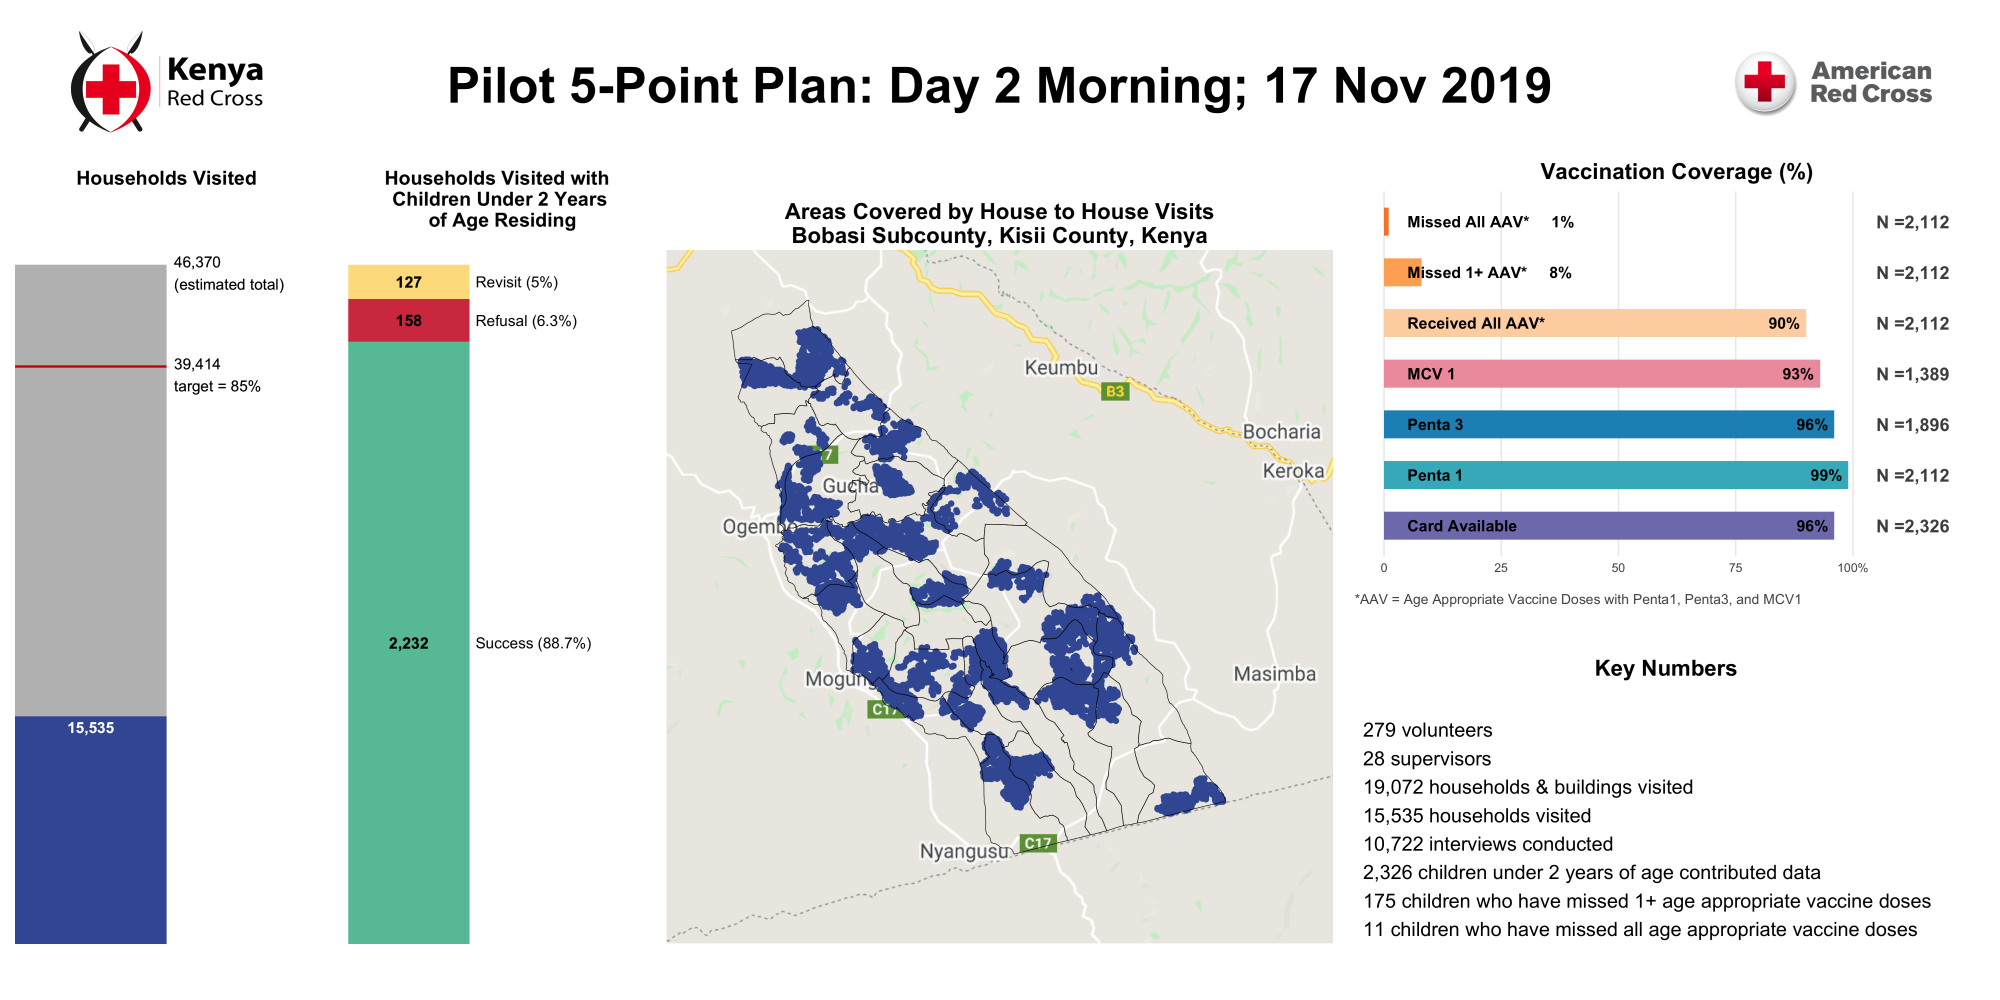 Kenya
Red Cross
Pilot 5-Point Plan: Day 2 Morning; 17 Nov 2019
American
Red Cross
Households Visited
46,370
(estimated total)
39,414
target = 85%
15,535
Households Visited with
Children Under 2 Years
of Age Residing
127
Revisit (5%)
158
Refusal (6.3%)
2,232
Success (88.7%)
Areas Covered by House to House Visits
Bobasi Subcounty, Kisii County, Kenya
Keumbu
B3
Bocharia
7
Keroka
Gucha
Ogembo
Masimba
Mogung
C17
Nyangusu
C17
Vaccination Coverage (%)
Missed All AAV* 1% N =2,112
Missed 1+ AAV* 8% N =2,112
Received All AAV* 90% N =2,112
MCV 1 93% N =1,389
Penta 3 96% N =1,896
Penta 1 99% N =2,112
Card Available 96% N =2,326
0 25 50 75 100%
*AAV = Age Appropriate Vaccine Doses with Penta1, Penta3, and MCV1
Key Numbers
279 volunteers
28 supervisors
19,072 households & buildings visited
15,535 households visited
10,722 interviews conducted
2,326 children under 2 years of age contributed data
175 children who have missed 1+ age appropriate vaccine doses
11 children who have missed all age appropriate vaccine doses